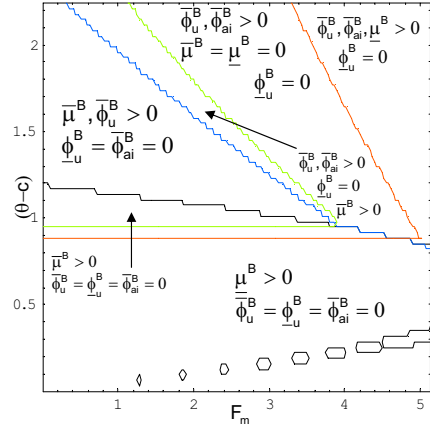 ϕ̅ᵤᴮ, ϕ̅ₐᵢᴮ > 0
μ̅ᴮ = μ̲ᴮ = 0
ϕ̲ᵤᴮ = 0
ϕ̅ᵤᴮ, ϕ̅ₐᵢᴮ, μ̲ᴮ > 0
ϕ̲ᵤᴮ = 0
μ̅ᴮ, ϕ̅ᵤᴮ > 0
ϕ̲ᵤᴮ = ϕ̅ₐᵢᴮ = 0
ϕ̅ᵤᴮ, ϕ̅ₐᵢᴮ > 0
ϕ̲ᵤᴮ = 0
μ̅ᴮ > 0
μ̅ᴮ > 0
ϕ̅ᵤᴮ = ϕ̲ᵤᴮ = ϕ̅ₐᵢᴮ = 0
μ̲ᴮ > 0
ϕ̅ᵤᴮ = ϕ̲ᵤᴮ = ϕ̅ₐᵢᴮ = 0
2
1.5
1
0.5
(θ−c)
1 2 3 4 5
Fₘ